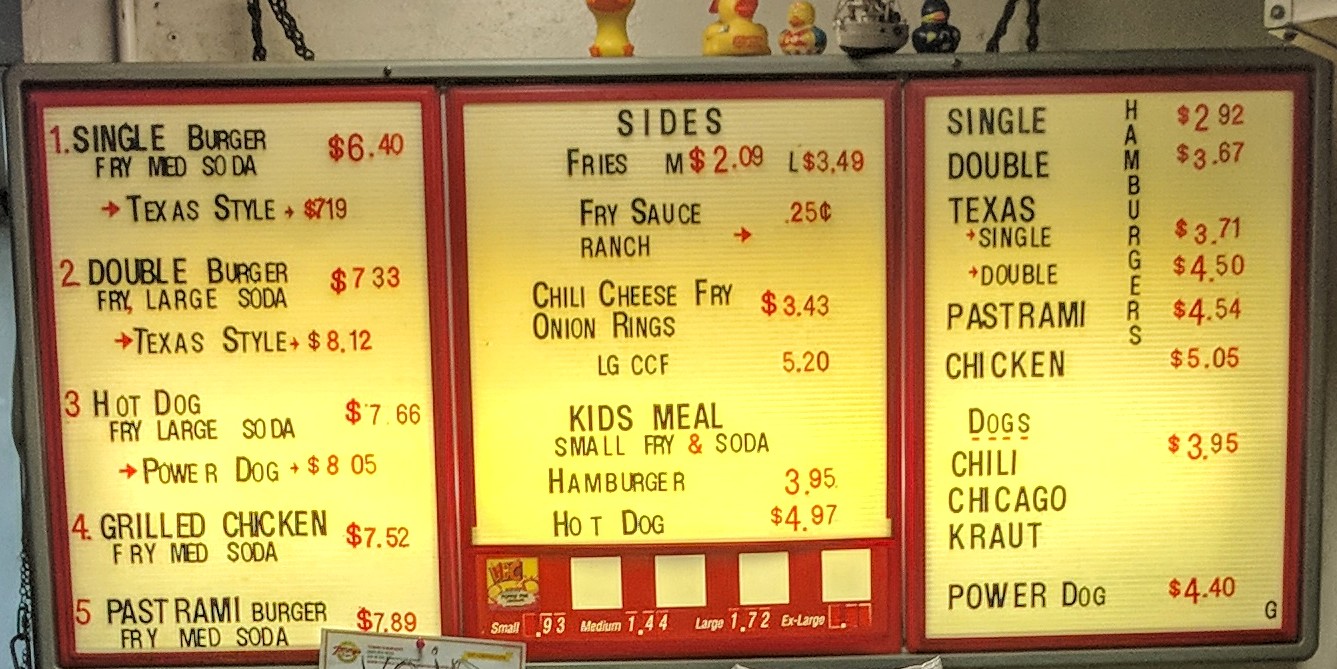 1. SINGLE BURGER $6.40
FRY MED SODA
→ TEXAS STYLE → $719
2 DOUBLE BURGER $7 33
FRY, LARGE SODA
→ TEXAS STYLE → $8.12
3 HOT DOG $7.66
FRY LARGE SODA
→ POWER DOG → $8 05
4. GRILLED CHICKEN $7.52
FRY MED SODA
5 PASTRAMI BURGER $7.89
FRY MED SODA
SIDES
FRIES M $2.09 L $3.49
FRY SAUCE .25¢
RANCH →
CHILI CHEESE FRY $3.43
ONION RINGS
LG CCF 5.20
KIDS MEAL
SMALL FRY & SODA
HAMBURGER 3.95
HOT DOG $4.97
Small .93 Medium 1.44 Large 1.72 Ex-Large
HAMBURGERS
SINGLE $2 92
DOUBLE $3.67
TEXAS
→ SINGLE $3.71
→ DOUBLE $4.50
PASTRAMI $4.54
CHICKEN $5.05
DOGS $3.95
CHILI
CHICAGO
KRAUT
POWER DOG $4.40
G